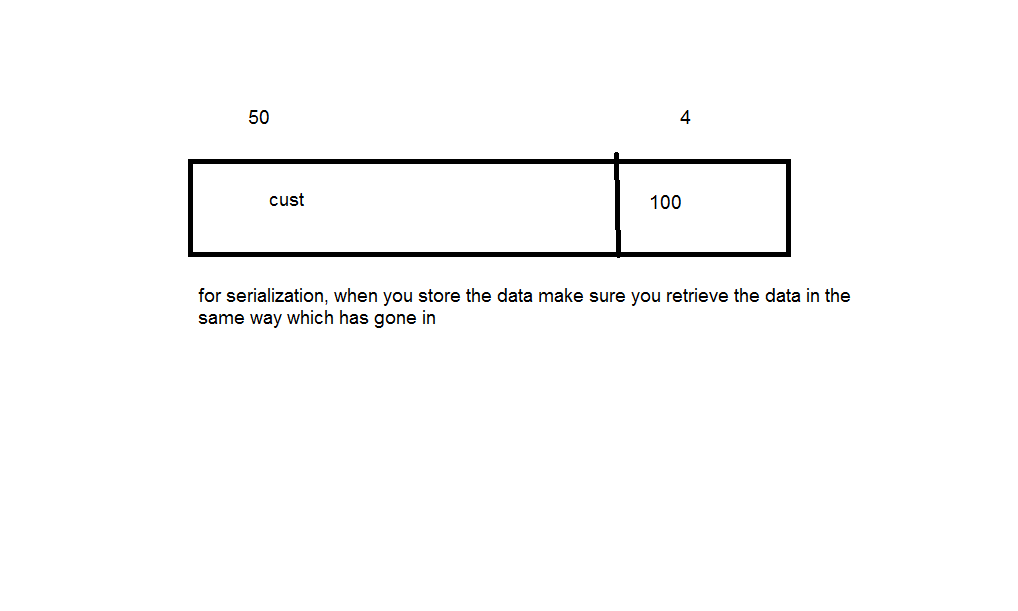 50 4
cust 100
for serialization, when you store the data make sure you retrieve the data in the
same way which has gone in